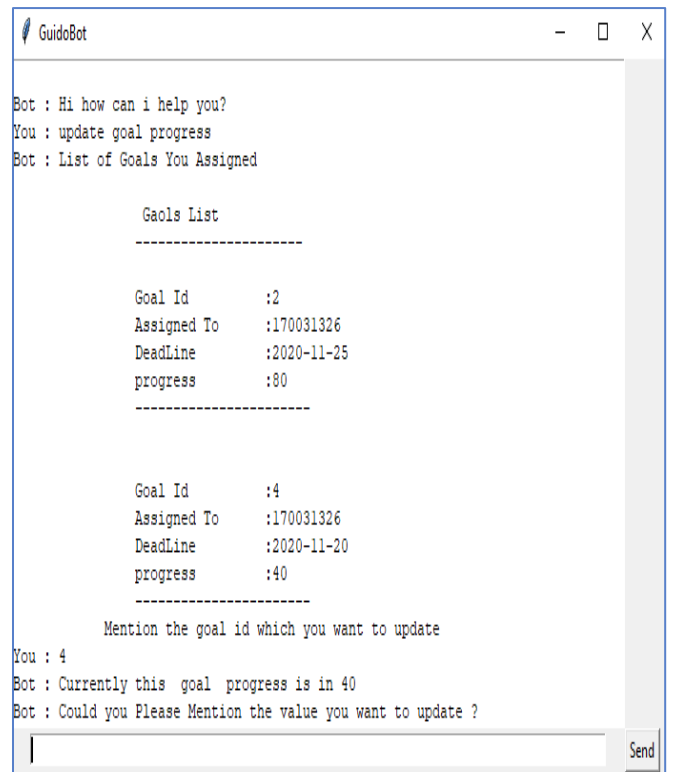 GuidoBot
Bot : Hi how can i help you?
You : update goal progress
Bot : List of Goals You Assigned
Gaols List
----------------------
Goal Id :2
Assigned To :170031326
DeadLine :2020-11-25
progress :80
-----------------------
Goal Id :4
Assigned To :170031326
DeadLine :2020-11-20
progress :40
-----------------------
Mention the goal id which you want to update
You : 4
Bot : Currently this  goal  progress is in 40
Bot : Could you Please Mention the value you want to update ?
Send